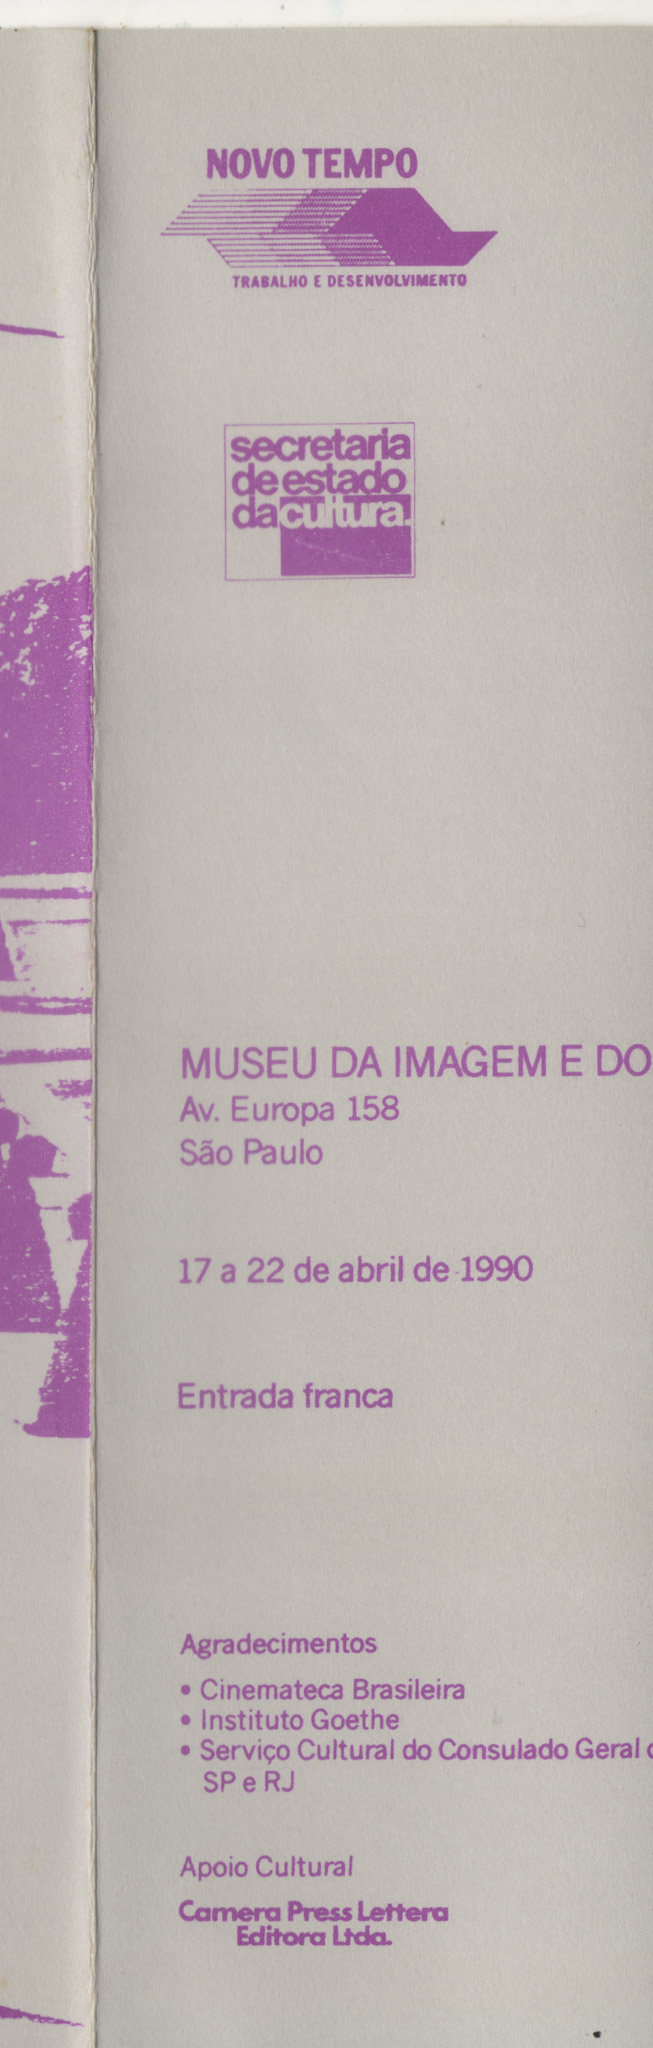 NOVO TEMPO
TRABALHO E DESENVOLVIMENTO
secretaria
de estado
da cultura.
MUSEU DA IMAGEM E DO
Av. Europa 158
São Paulo
17 a 22 de abril de 1990
Entrada franca
Agradecimentos
• Cinemateca Brasileira
• Instituto Goethe
• Serviço Cultural do Consulado Geral
SP e RJ
Apoio Cultural
Camera Press Lettera
Editora Ltda.